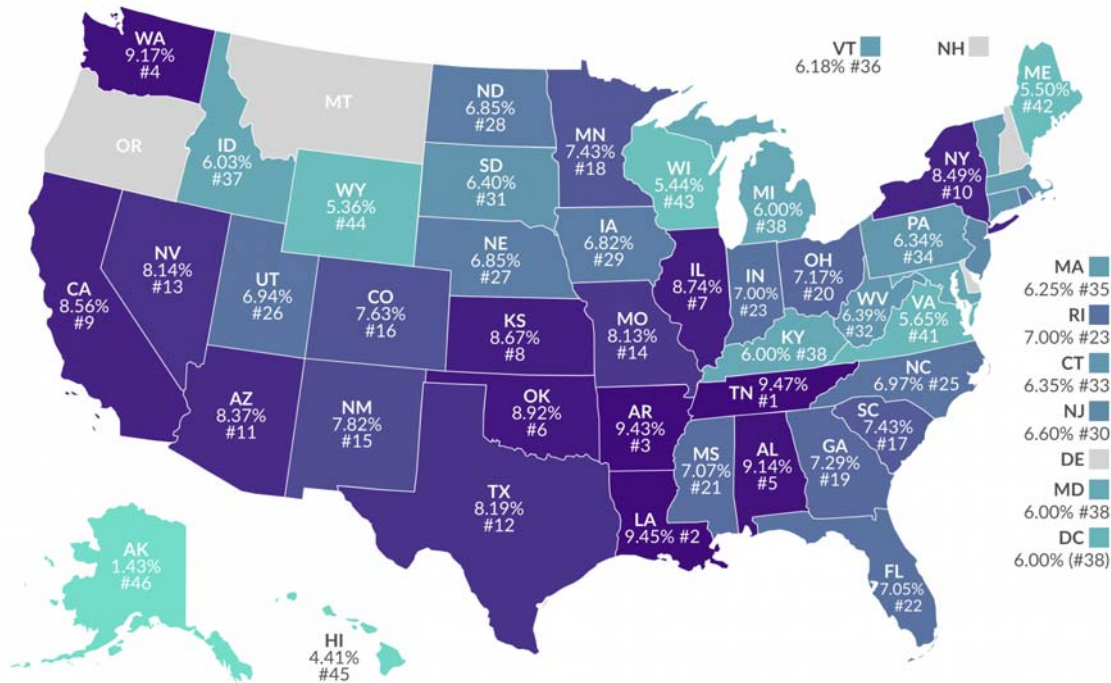 WA
9.17%
#4
MT
OR
ID
6.03%
#37
WY
5.36%
#44
ND
6.85%
#28
SD
6.40%
#31
NE
6.85%
#27
MN
7.43%
#18
IA
6.82%
#29
WI
5.44%
#43
MI
6.00%
#38
VT
6.18% #36
NH
ME
5.50%
#42
NY
8.49%
#10
PA
6.34%
#34
CA
8.56%
#9
NV
8.14%
#13
UT
6.94%
#26
CO
7.63%
#16
KS
8.67%
#8
MO
8.13%
#14
IL
8.74%
#7
IN
7.00%
#23
OH
7.17%
#20
WV
6.39%
#32
VA
5.65%
#41
KY
6.00% #38
NC
6.97% #25
TN 9.47%
#1
SC
7.43%
#17
AZ
8.37%
#11
NM
7.82%
#15
OK
8.92%
#6
AR
9.43%
#3
MS
7.07%
#21
AL
9.14%
#5
GA
7.29%
#19
TX
8.19%
#12
LA
9.45% #2
FL
7.05%
#22
MA
6.25% #35
RI
7.00% #23
CT
6.35% #33
NJ
6.60% #30
DE
MD
6.00% #38
DC
6.00% (#38)
AK
1.43%
#46
HI
4.41%
#45